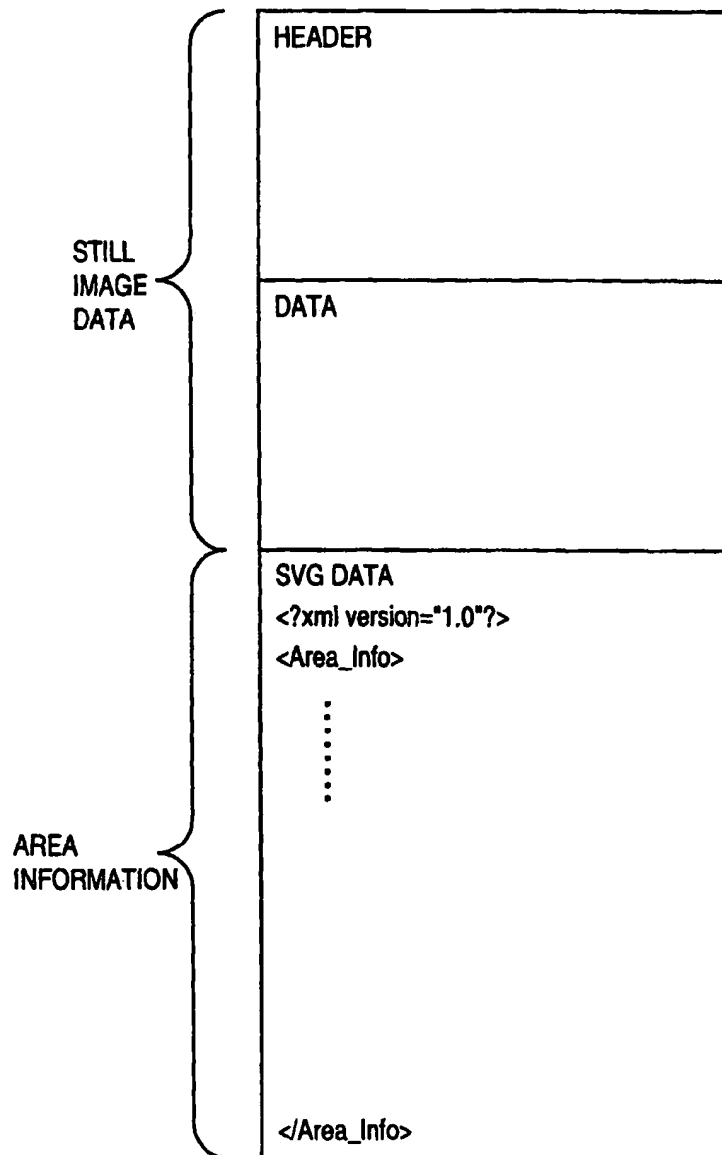 HEADER
STILL
IMAGE
DATA
DATA
SVG DATA
<?xml version="1.0"?>
<Area_Info>
AREA
INFORMATION
</Area_Info>